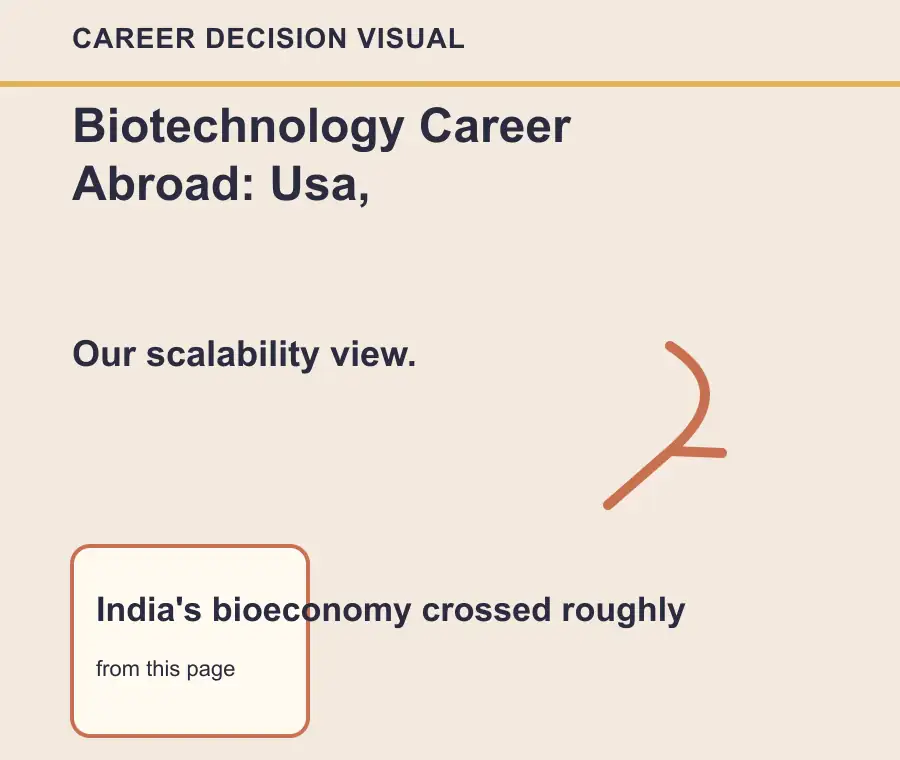 CAREER DECISION VISUAL
Biotechnology Career
Abroad: Usa,
Our scalability view.
India's bioeconomy crossed roughly
from this page